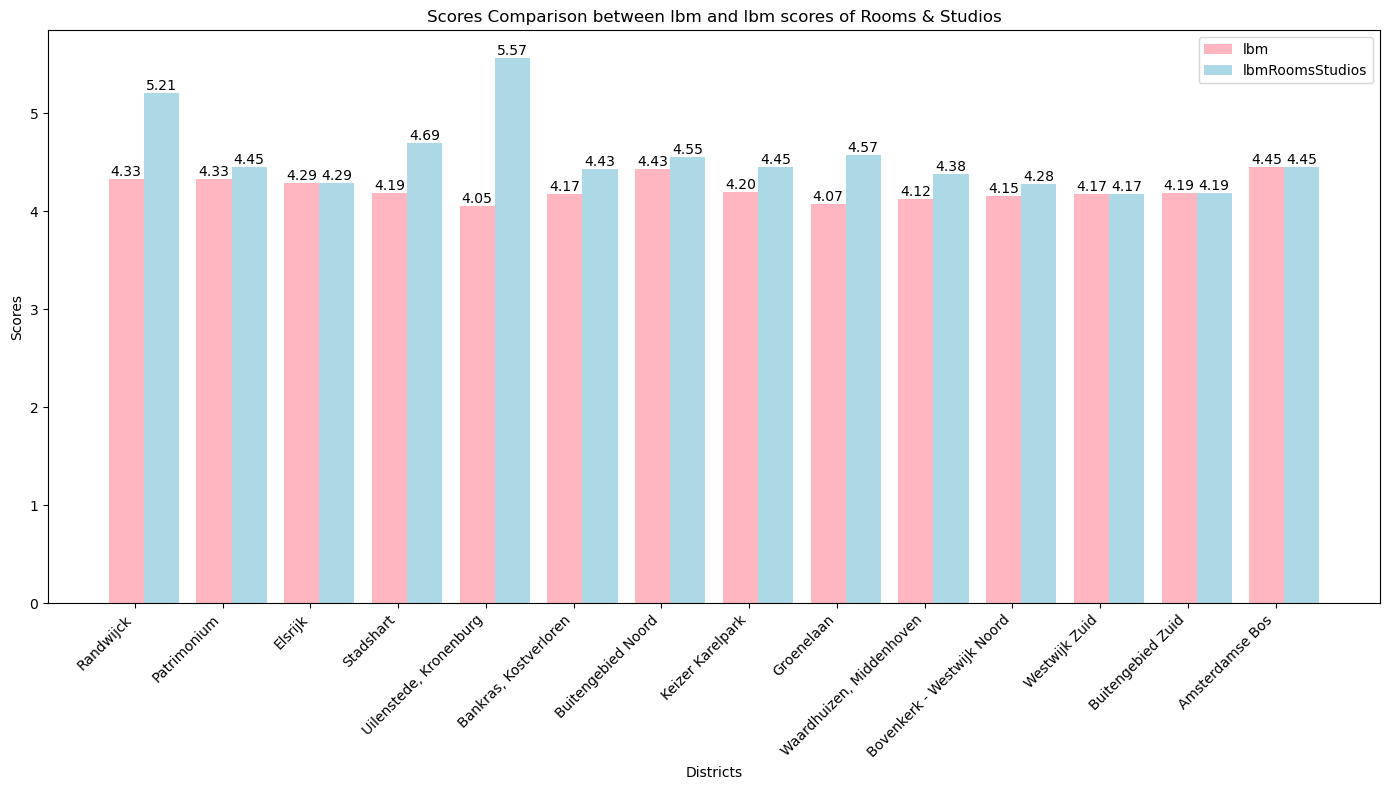 Scores Comparison between lbm and lbm scores of Rooms & Studios
lbm
lbmRoomsStudios
5.57
5.21
4.69
4.33 4.33 4.45 4.29 4.29 4.19 4.05 4.17 4.43 4.43 4.55 4.20 4.45 4.07 4.57 4.12 4.38 4.15 4.28 4.17 4.17 4.19 4.19 4.45 4.45
5
4
3
2
1
0
Scores
Randwijck
Patrimonium
Elsrijk
Stadshart
Uilenstede, Kronenburg
Bankras, Kostverloren
Buitengebied Noord
Keizer Karelpark
Groenelaan
Waardhuizen, Middenhoven
Bovenkerk - Westwijk Noord
Westwijk Zuid
Buitengebied Zuid
Amsterdamse Bos
Districts